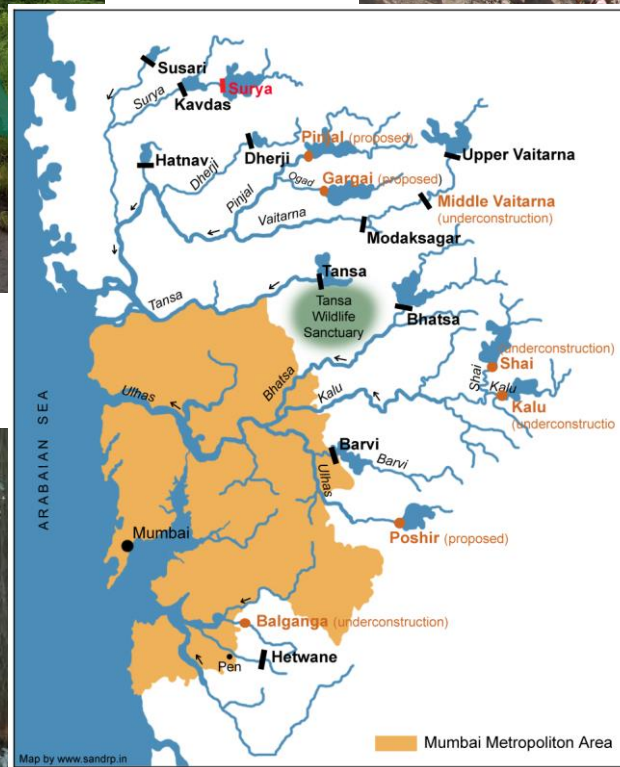 Susari
Surya
Kavdas
Surya
Hatnav
Dherji
Dherji
Pinjal (proposed)
Upper Vaitarna
Ogad
Gargai (proposed)
Pinjal
Middle Vaitarna
(underconstruction)
Vaitarna
Modaksagar
Tansa
Tansa
Tansa
Wildlife
Sanctuary
Bhatsa
(underconstruction)
Shai
Shai
Bhatsa
Kalu
Kalu
Kalu
(underconstructio
Ulhas
ARABAIAN SEA
Barvi
Barvi
Ulhas
Mumbai
Poshir (proposed)
Balganga (underconstruction)
Hetwane
Pen
Mumbai Metropoliton Area
Map by www.sandrp.in